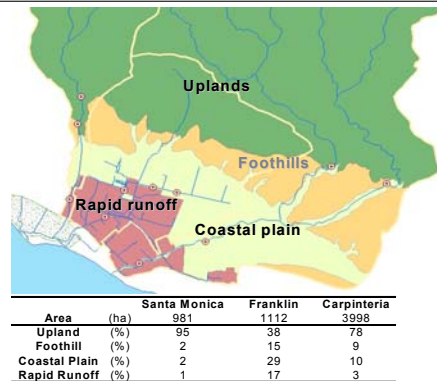 Uplands
Foothills
Rapid runoff
Coastal plain
Santa Monica Franklin Carpinteria
Area (ha) 981 1112 3998
Upland (%) 95 38 78
Foothill (%) 2 15 9
Coastal Plain (%) 2 29 10
Rapid Runoff (%) 1 17 3